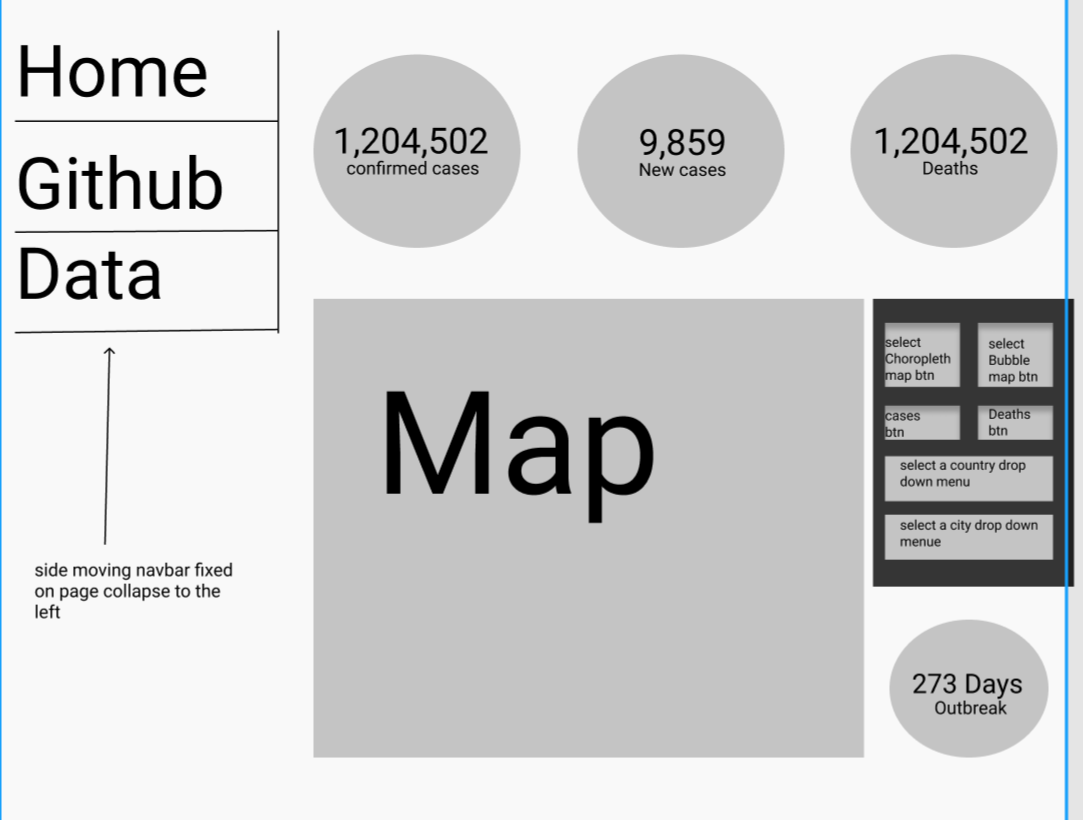 Home
Github
Data
side moving navbar fixed
on page collapse to the
left
1,204,502
confirmed cases
9,859
New cases
1,204,502
Deaths
Map
select
Choropleth
map btn
select
Bubble
map btn
cases
btn
Deaths
btn
select a country drop
down menu
select a city drop down
menue
273 Days
Outbreak